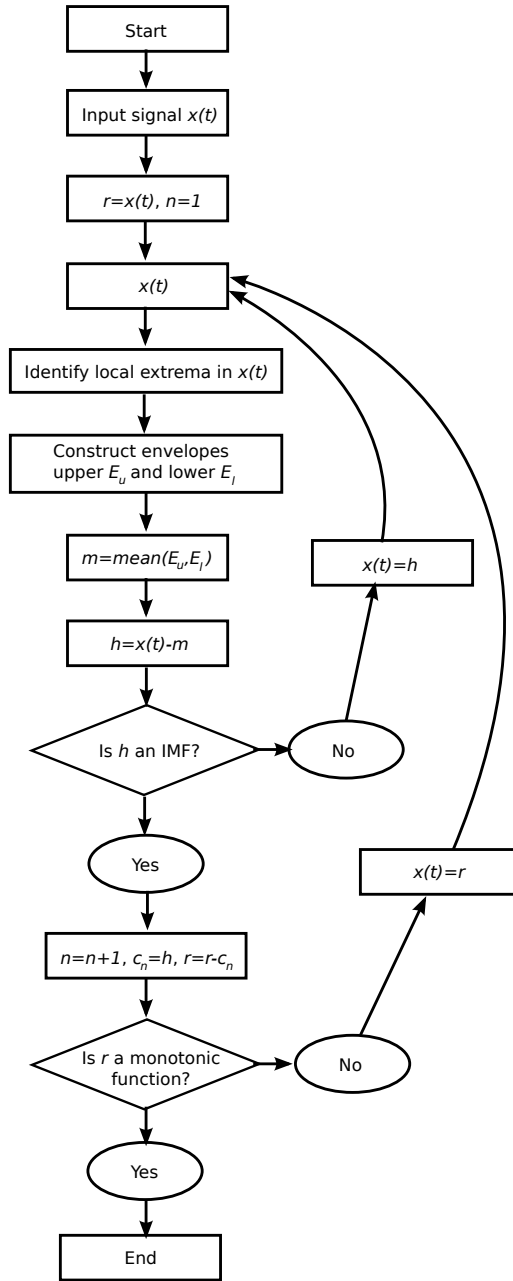 Start
Input signal x(t)
r=x(t), n=1
x(t)
Identify local extrema in x(t)
Construct envelopes
upper Eᵤ and lower Eₗ
m=mean(Eᵤ,Eₗ)
x(t)=h
h=x(t)-m
Is h an IMF?
No
Yes
x(t)=r
n=n+1, cₙ=h, r=r-cₙ
Is r a monotonic
function?
No
Yes
End